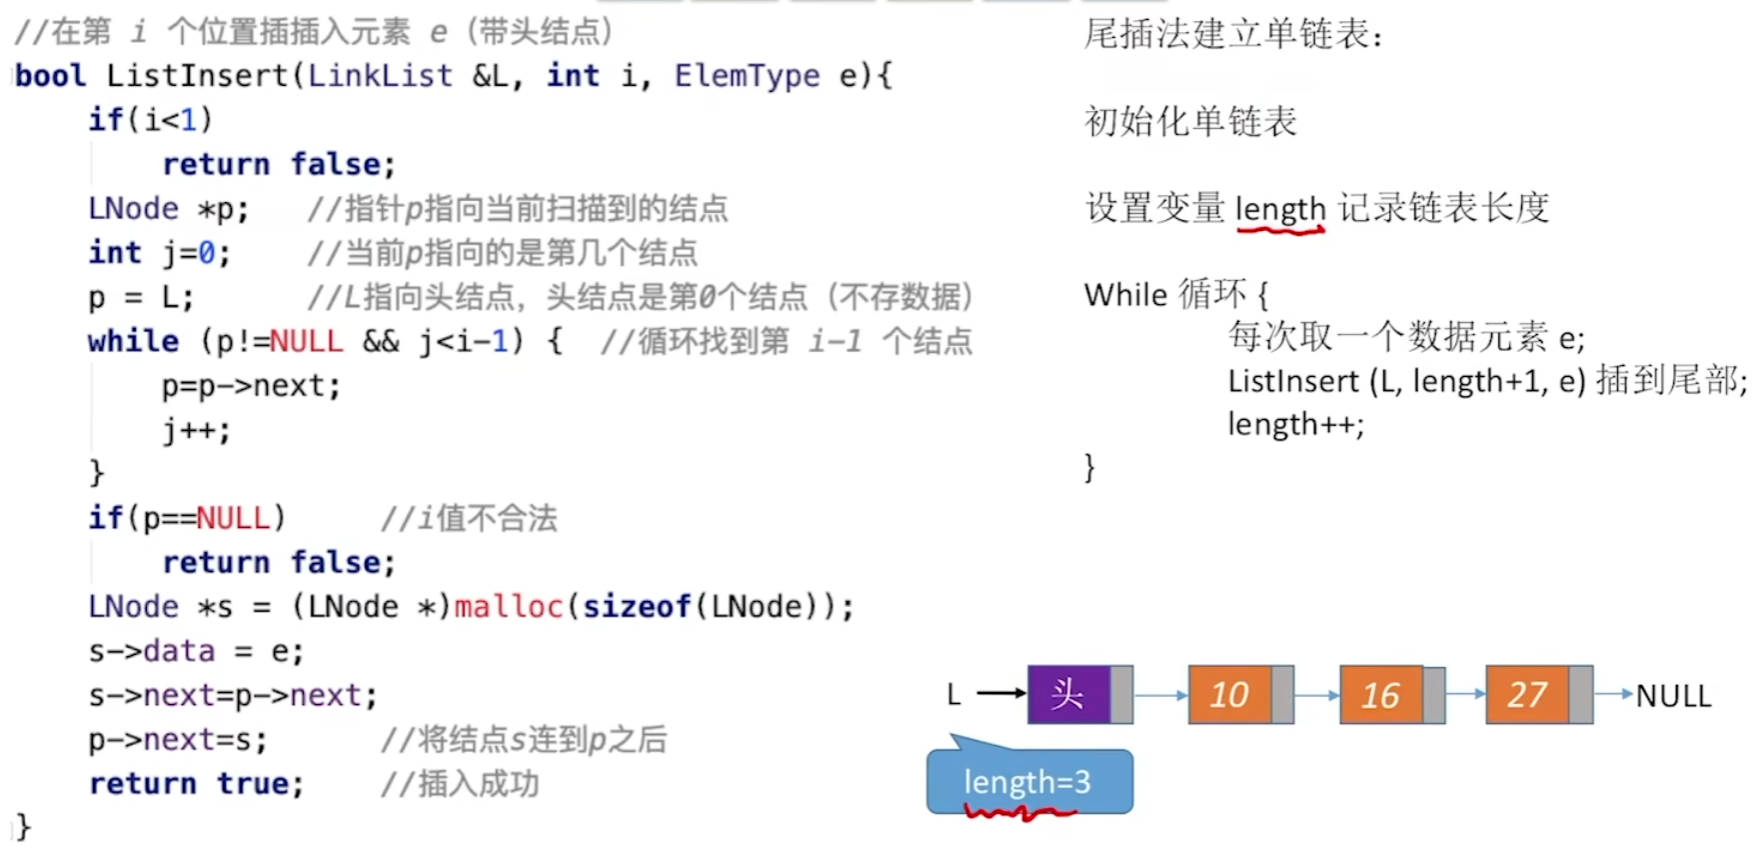 //在第 i 个位置插插入元素 e（带头结点）
bool ListInsert(LinkList &L, int i, ElemType e){
if(i<1)
return false;
LNode *p; //指针p指向当前扫描到的结点
int j=0; //当前p指向的是第几个结点
p = L; //L指向头结点，头结点是第0个结点（不存数据）
while (p!=NULL && j<i-1) { //循环找到第 i-1 个结点
p=p->next;
j++;
}
if(p==NULL) //i值不合法
return false;
LNode *s = (LNode *)malloc(sizeof(LNode));
s->data = e;
s->next=p->next;
p->next=s; //将结点s连到p之后
return true; //插入成功
}
尾插法建立单链表：
初始化单链表
设置变量 length 记录链表长度
While 循环 {
每次取一个数据元素 e;
ListInsert (L, length+1, e) 插到尾部;
length++;
}
L 头 10 16 27 NULL
length=3